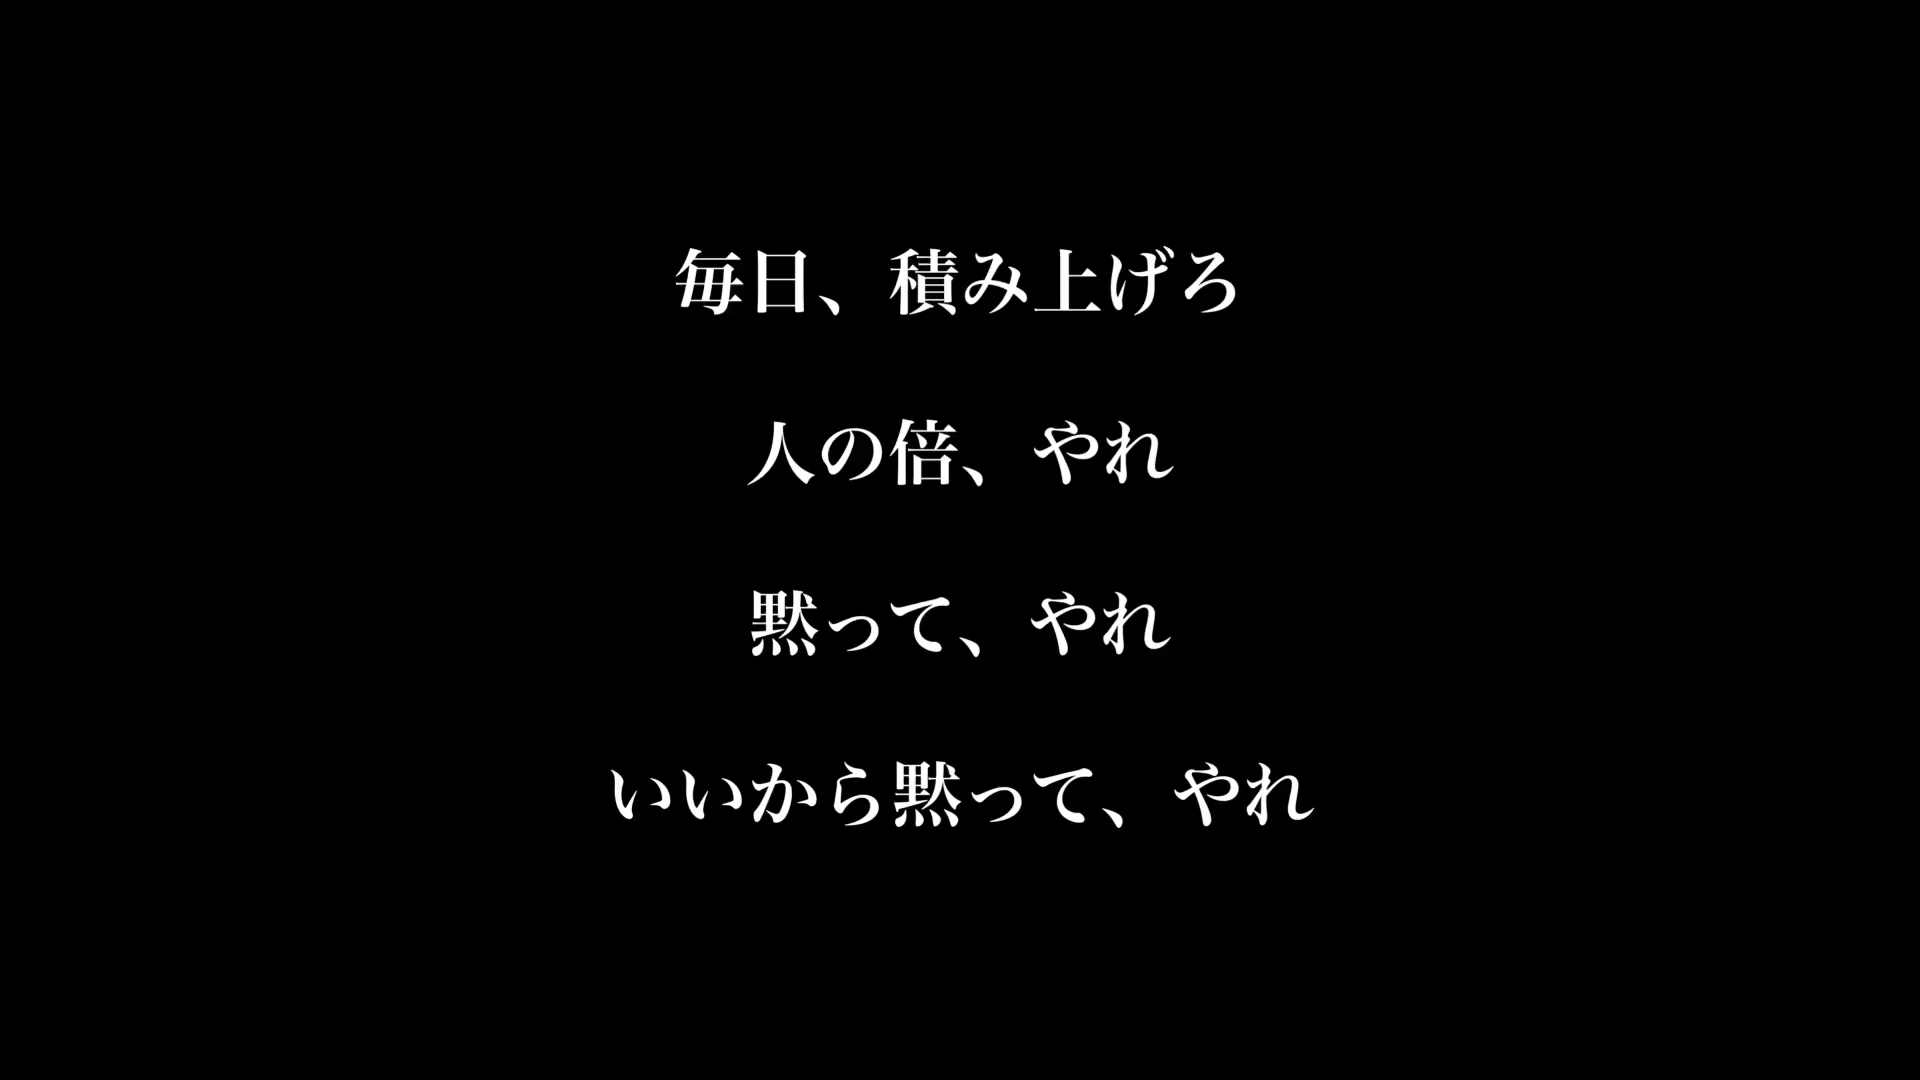 毎日、積み上げろ
人の倍、やれ
黙って、やれ
いいから黙って、やれ